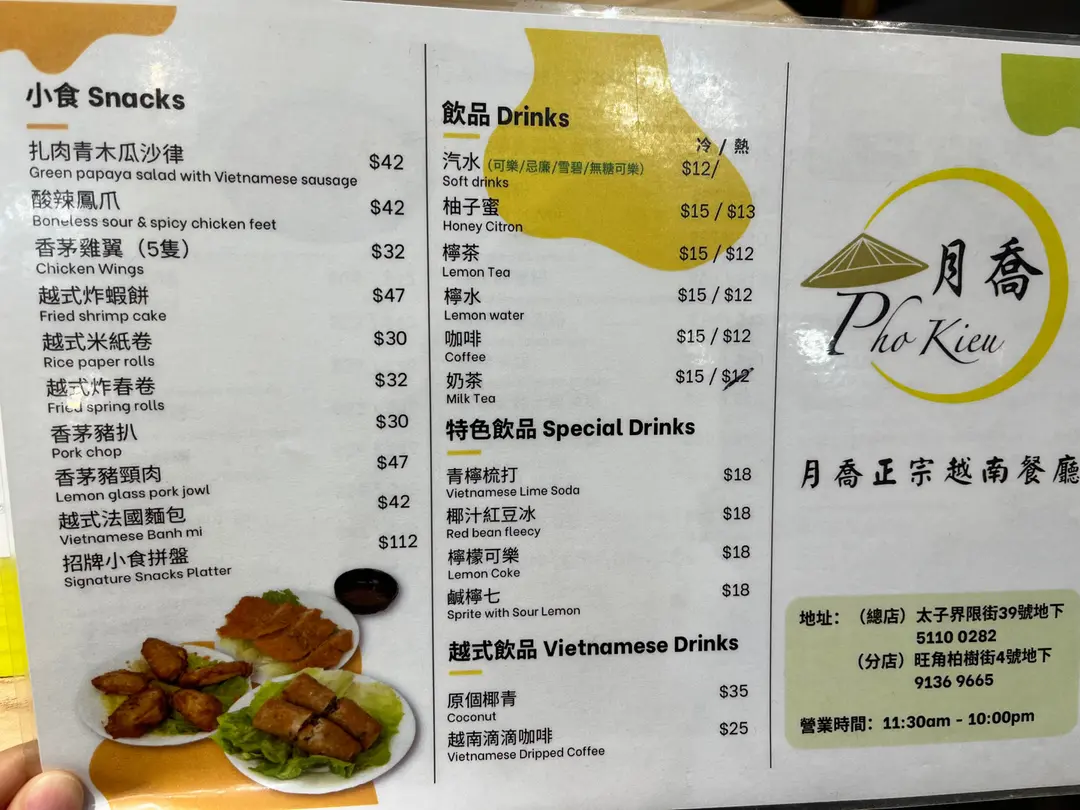 小食 Snacks
扎肉青木瓜沙律 $42
Green papaya salad with Vietnamese sausage
酸辣鳳爪 $42
Boneless sour & spicy chicken feet
香茅雞翼（5隻） $32
Chicken Wings
越式炸蝦餅 $47
Fried shrimp cake
越式米紙卷 $30
Rice paper rolls
越式炸春卷 $32
Fried spring rolls
香茅豬扒 $30
Pork chop
香茅豬頸肉 $47
Lemon glass pork jowl
越式法國麵包 $42
Vietnamese Banh mi
招牌小食拼盤 $112
Signature Snacks Platter
飲品 Drinks
冷 / 熱
汽水（可樂/忌廉/雪碧/無糖可樂） $12/
Soft drinks
柚子蜜 $15 / $13
Honey Citron
檸茶 $15 / $12
Lemon Tea
檸水 $15 / $12
Lemon water
咖啡 $15 / $12
Coffee
奶茶 $15 / $12
Milk Tea
特色飲品 Special Drinks
青檸梳打 $18
Vietnamese Lime Soda
椰汁紅豆冰 $18
Red bean fleecy
檸檬可樂 $18
Lemon Coke
鹹檸七 $18
Sprite with Sour Lemon
越式飲品 Vietnamese Drinks
原個椰青 $35
Coconut
越南滴滴咖啡 $25
Vietnamese Dripped Coffee
月喬
Pho Kieu
月喬正宗越南餐廳
地址：（總店）太子界限街39號地下
5110 0282
（分店）旺角柏樹街4號地下
9136 9665
營業時間：11:30am - 10:00pm